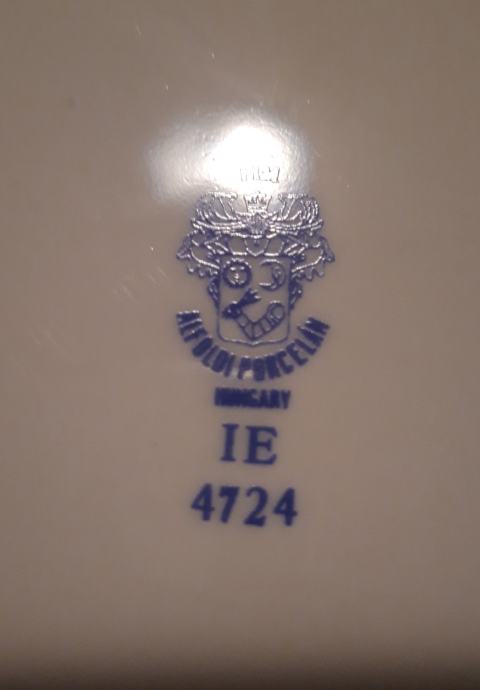 ALFÖLDI PORCELÁN
HUNGARY
IE
4724